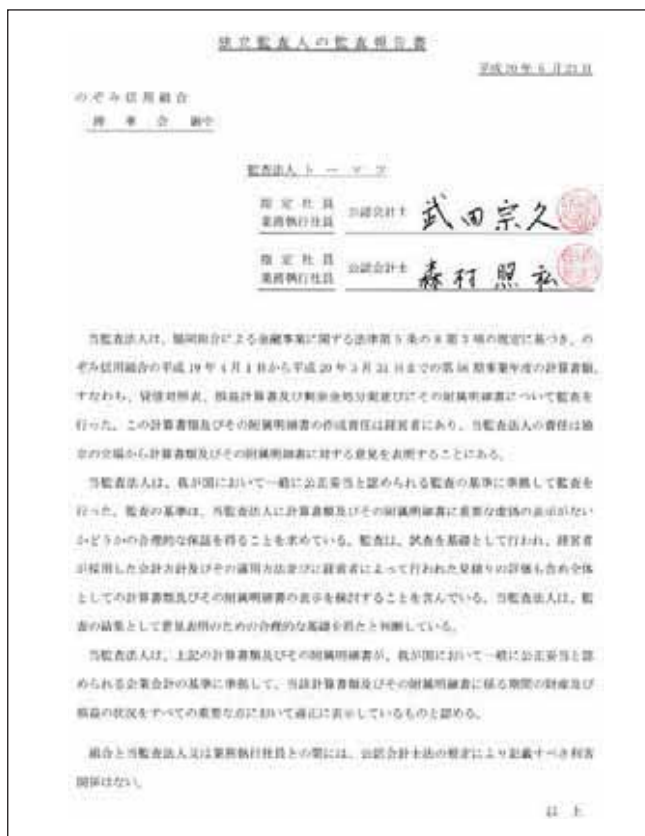 独立監査人の監査報告書
平成20年5月21日
のぞみ信用組合
理事会 御中
監査法人トーマツ
指定社員
業務執行社員 公認会計士 武田宗久
指定社員
業務執行社員 公認会計士 森村照私
当監査法人は、協同組合による金融事業に関する法律第5条の8第3項の規定に基づき、の
ぞみ信用組合の平成19年4月1日から平成20年3月31日までの第56期事業年度の計算書類、
すなわち、貸借対照表、損益計算書及び剰余金処分案並びにその附属明細書について監査を
行った。この計算書類及びその附属明細書の作成責任は経営者にあり、当監査法人の責任は独
立の立場から計算書類及びその附属明細書に対する意見を表明することにある。
当監査法人は、我が国において一般に公正妥当と認められる監査の基準に準拠して監査を
行った。監査の基準は、当監査法人に計算書類及びその附属明細書に重要な虚偽の表示がない
かどうかの合理的な保証を得ることを求めている。監査は、試査を基礎として行われ、経営者
が採用した会計方針及びその適用方法並びに経営者によって行われた見積りの評価も含め全体
としての計算書類及びその附属明細書の表示を検討することを含んでいる。当監査法人は、監
査の結果として意見表明のための合理的な基礎を得たと判断している。
当監査法人は、上記の計算書類及びその附属明細書が、我が国において一般に公正妥当と認
められる企業会計の基準に準拠して、当該計算書類及びその附属明細書に係る期間の財産及び
損益の状況をすべての重要な点において適正に表示しているものと認める。
組合と当監査法人又は業務執行社員との間には、公認会計士法の規定により記載すべき利害
関係はない。
以上